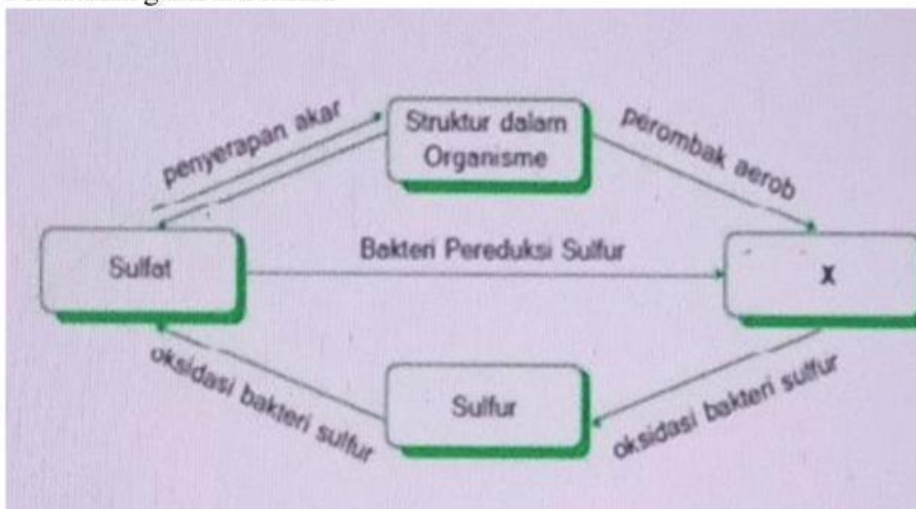 penyerapan akar
Struktur dalam
Organisme
perombak aerob
Sulfat
Bakteri Pereduksi Sulfur
X
oksidasi bakteri sulfur
Sulfur
oksidasi bakteri sulfur